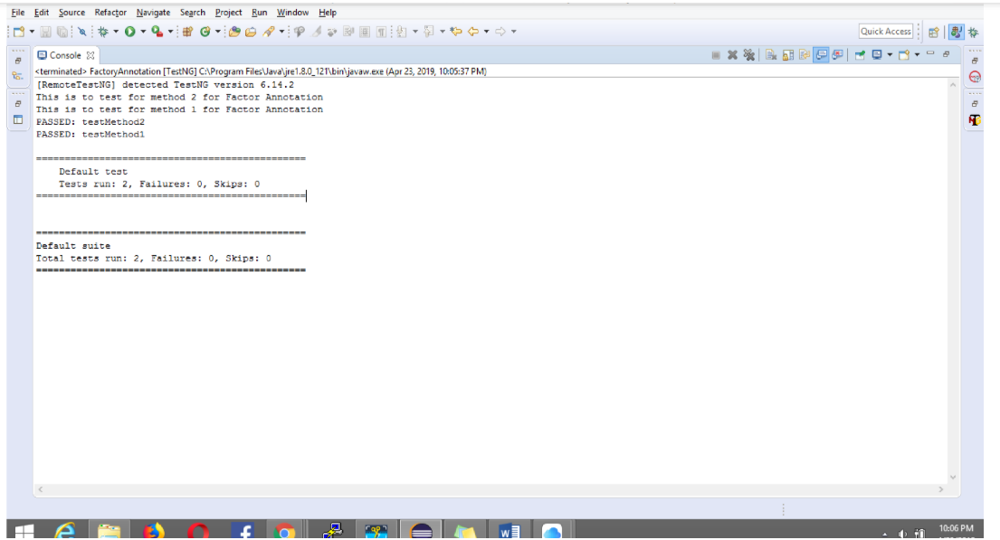 File Edit Source Refactor Navigate Search Project Run Window Help
Quick Access
Console
<terminated> FactoryAnnotation [TestNG] C:\Program Files\Java\jre1.8.0_121\bin\javaw.exe (Apr 23, 2019, 10:05:37 PM)
[RemoteTestNG] detected TestNG version 6.14.2
This is to test for method 2 for Factor Annotation
This is to test for method 1 for Factor Annotation
PASSED: testMethod2
PASSED: testMethod1
===============================================
Default test
Tests run: 2, Failures: 0, Skips: 0
===============================================
===============================================
Default suite
Total tests run: 2, Failures: 0, Skips: 0
===============================================
10:06 PM